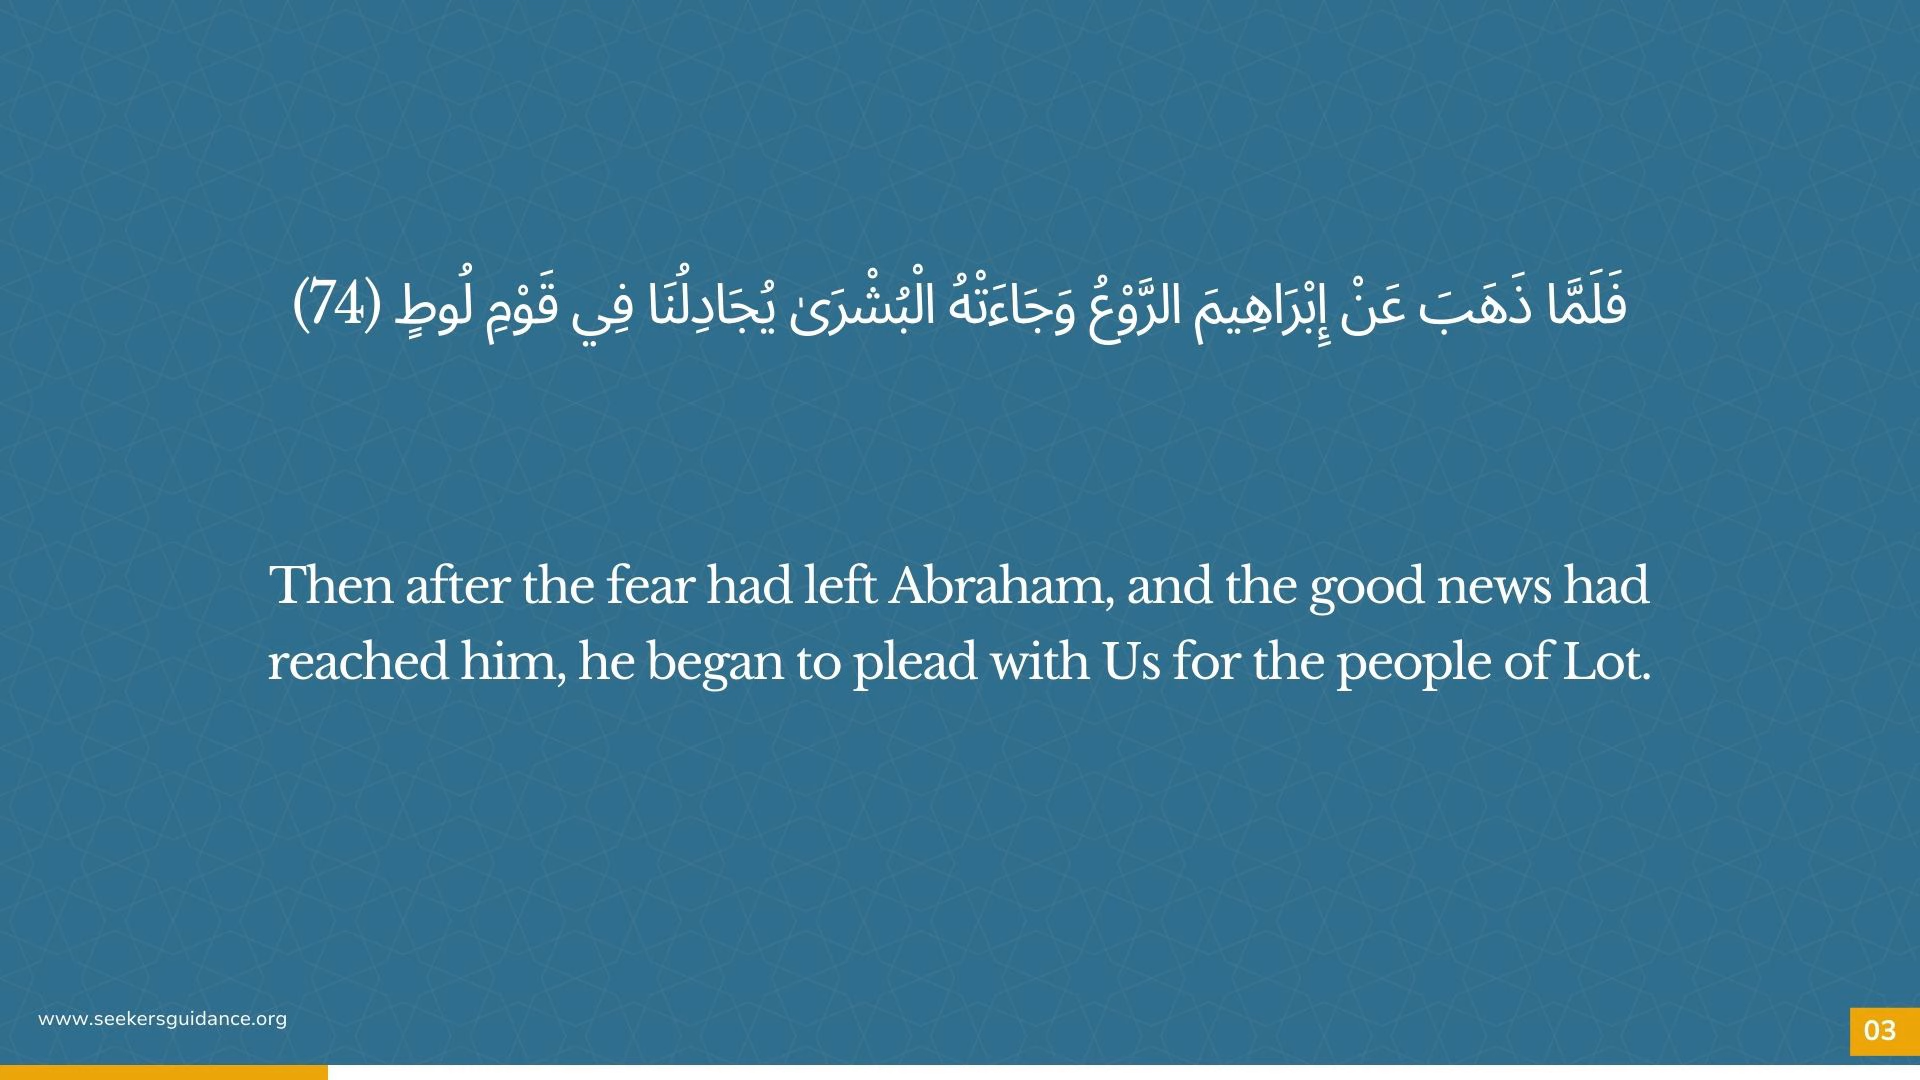 فَلَمَّا ذَهَبَ عَنْ إِبْرَاهِيمَ الرَّوْعُ وَجَاءَتْهُ الْبُشْرَىٰ يُجَادِلُنَا فِي قَوْمِ لُوطٍ (74)
Then after the fear had left Abraham, and the good news had
reached him, he began to plead with Us for the people of Lot.
www.seekersguidance.org
03